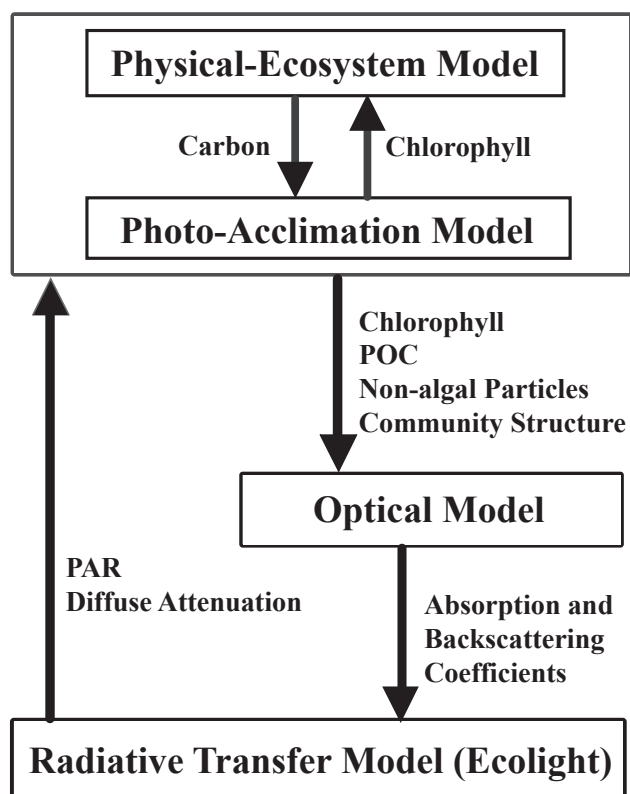 Physical-Ecosystem Model
Carbon
Chlorophyll
Photo-Acclimation Model
Chlorophyll
POC
Non-algal Particles
Community Structure
Optical Model
PAR
Diffuse Attenuation
Absorption and
Backscattering
Coefficients
Radiative Transfer Model (Ecolight)